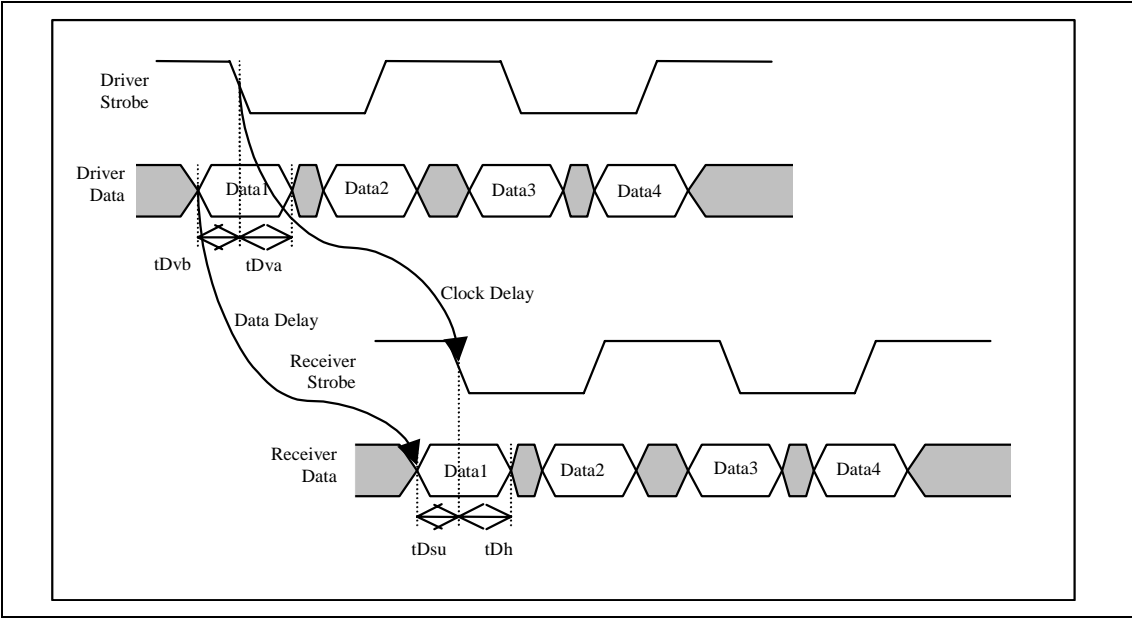 Driver
Strobe
Driver
Data
Data1
Data2
Data3
Data4
tDvb
tDva
Clock Delay
Data Delay
Receiver
Strobe
Receiver
Data
Data1
Data2
Data3
Data4
tDsu
tDh